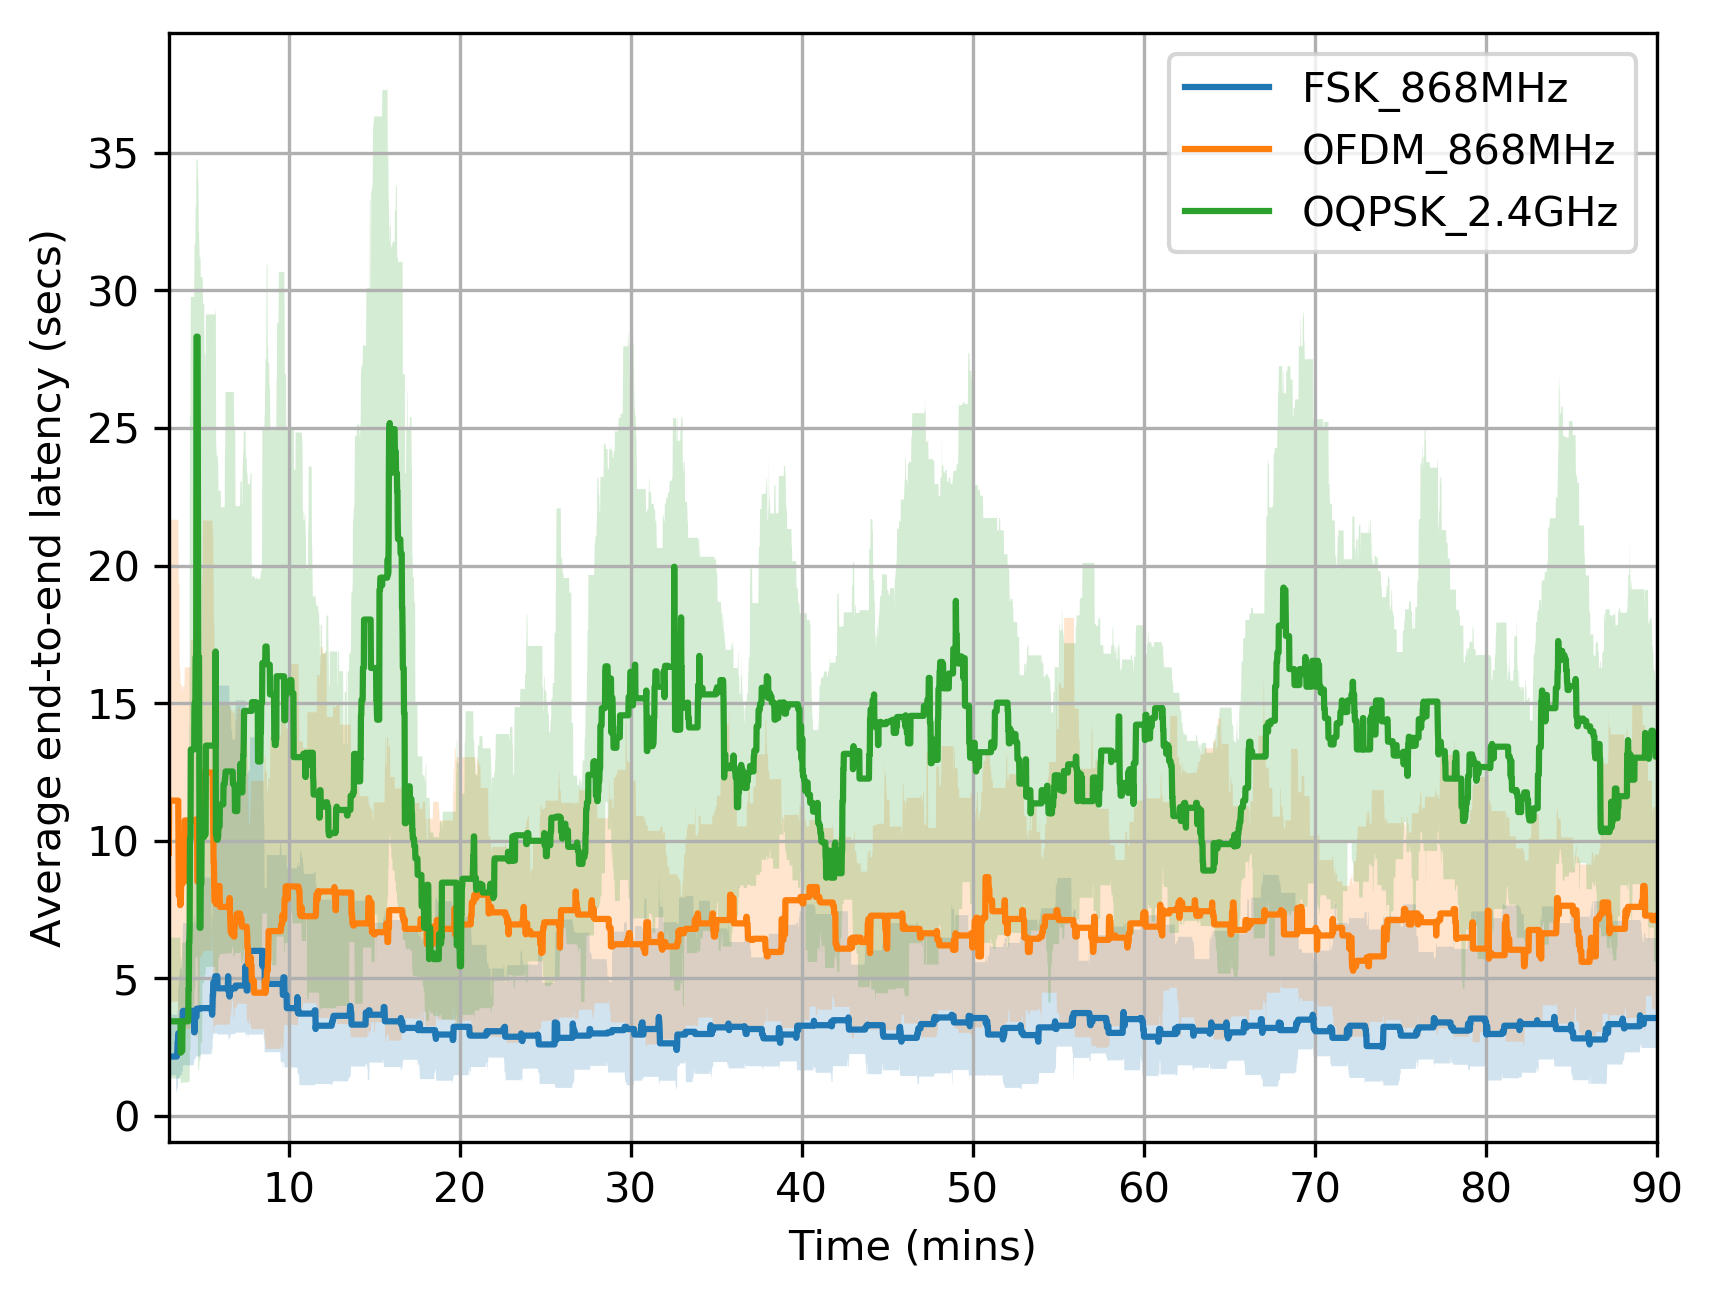 FSK_868MHz
OFDM_868MHz
OQPSK_2.4GHz
Average end-to-end latency (secs)
35
30
25
20
15
10
5
0
10 20 30 40 50 60 70 80 90
Time (mins)